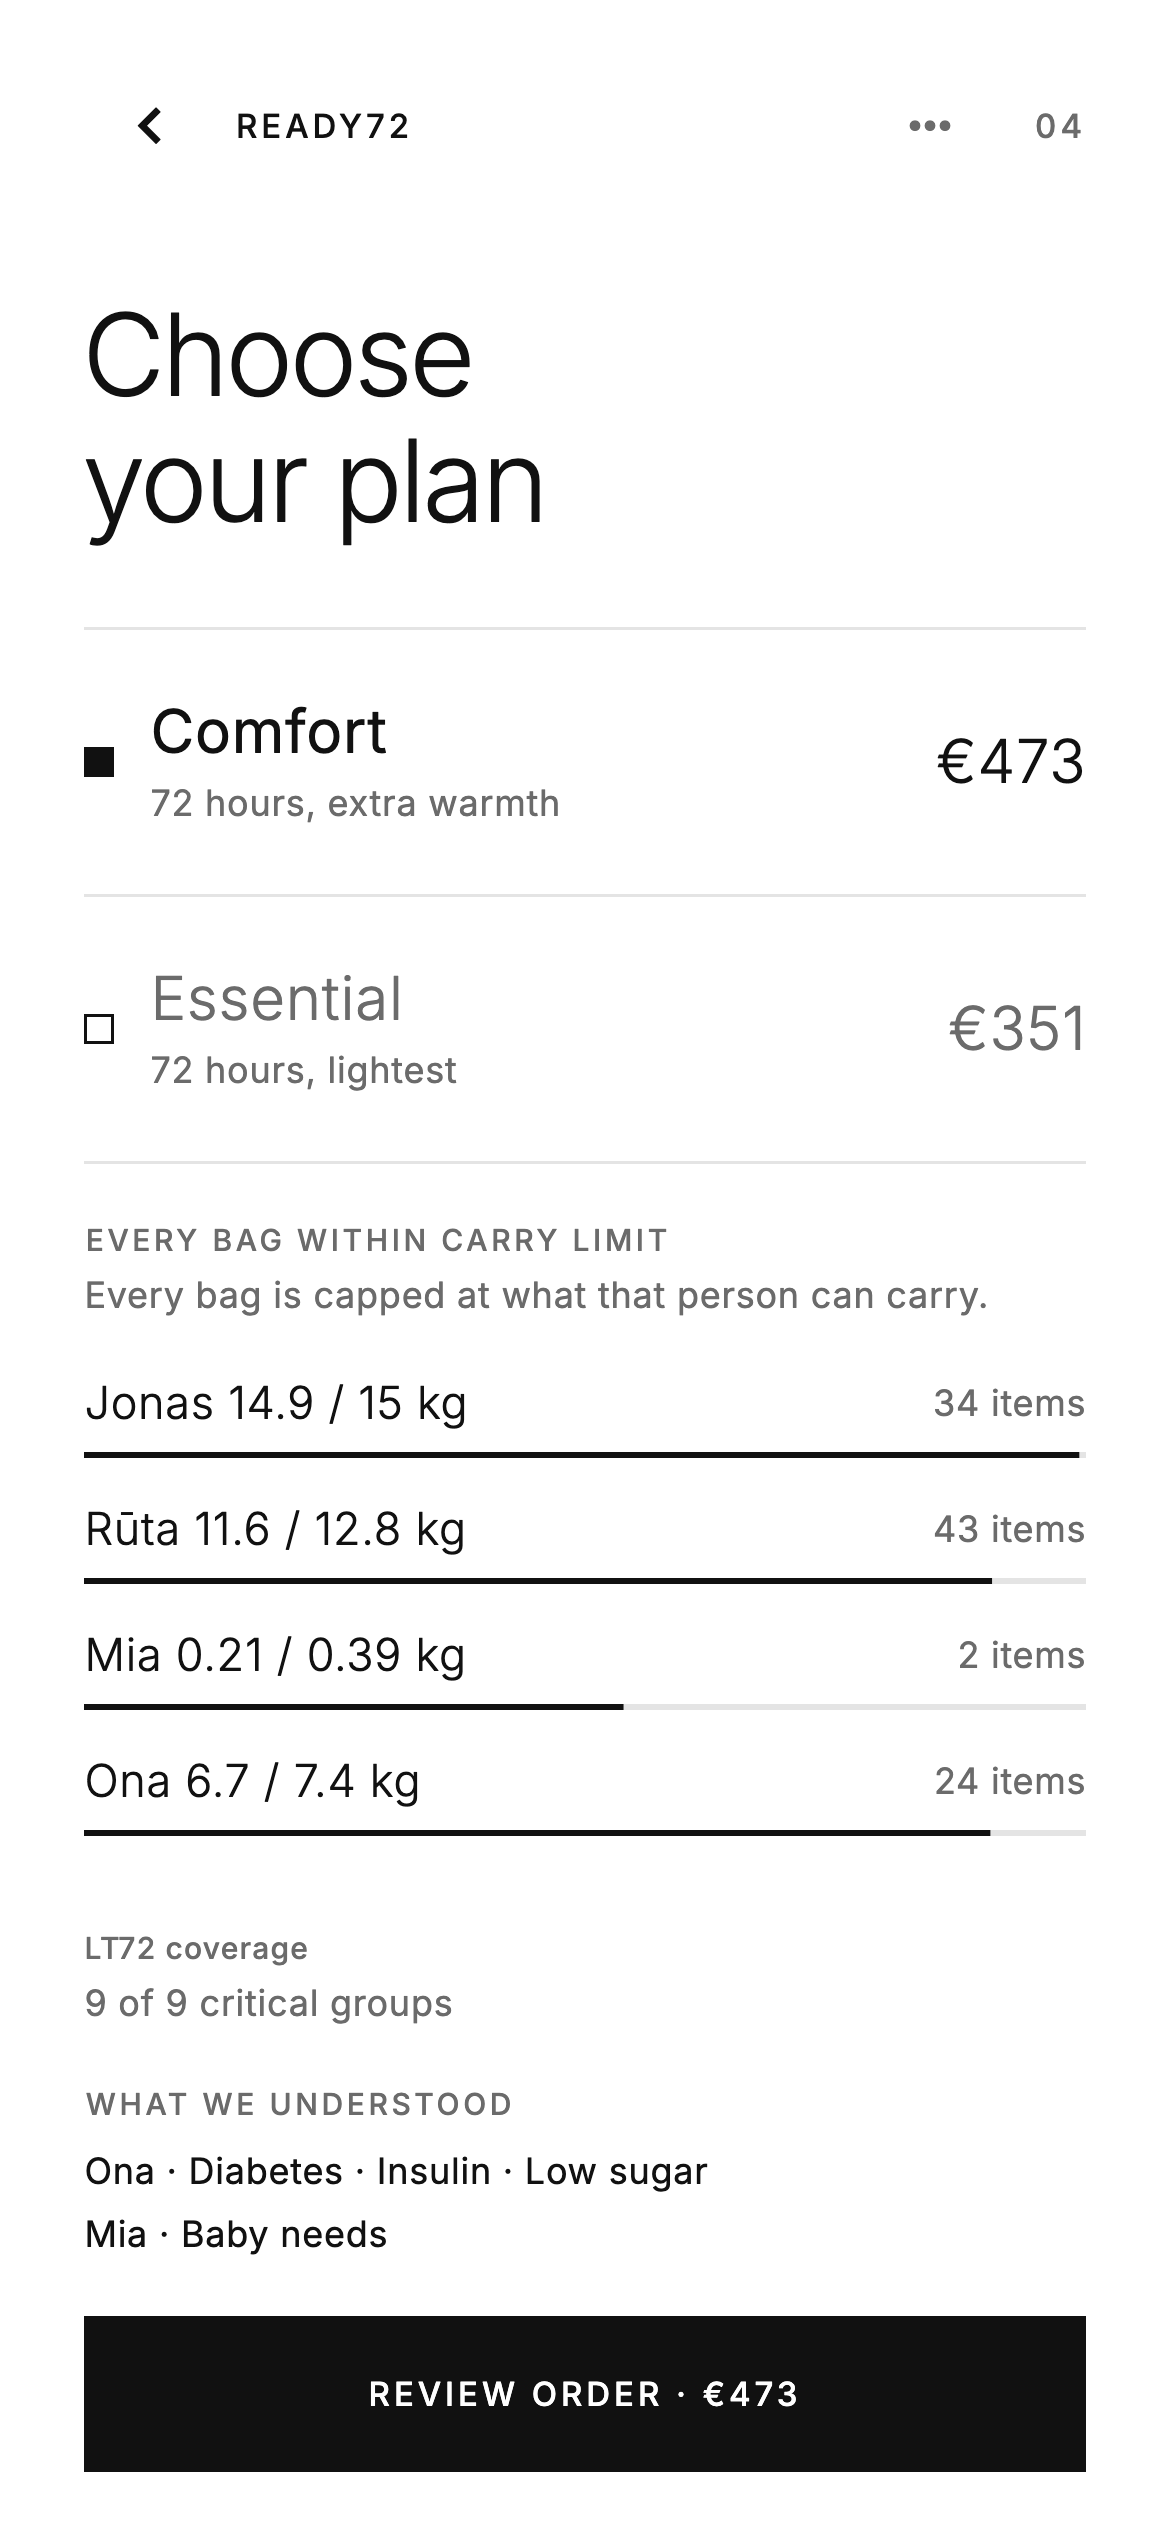 READY72
••• 04
Choose
your plan
Comfort
72 hours, extra warmth
€473
Essential
72 hours, lightest
€351
EVERY BAG WITHIN CARRY LIMIT
Every bag is capped at what that person can carry.
Jonas 14.9 / 15 kg 34 items
Rūta 11.6 / 12.8 kg 43 items
Mia 0.21 / 0.39 kg 2 items
Ona 6.7 / 7.4 kg 24 items
LT72 coverage
9 of 9 critical groups
WHAT WE UNDERSTOOD
Ona · Diabetes · Insulin · Low sugar
Mia · Baby needs
REVIEW ORDER · €473